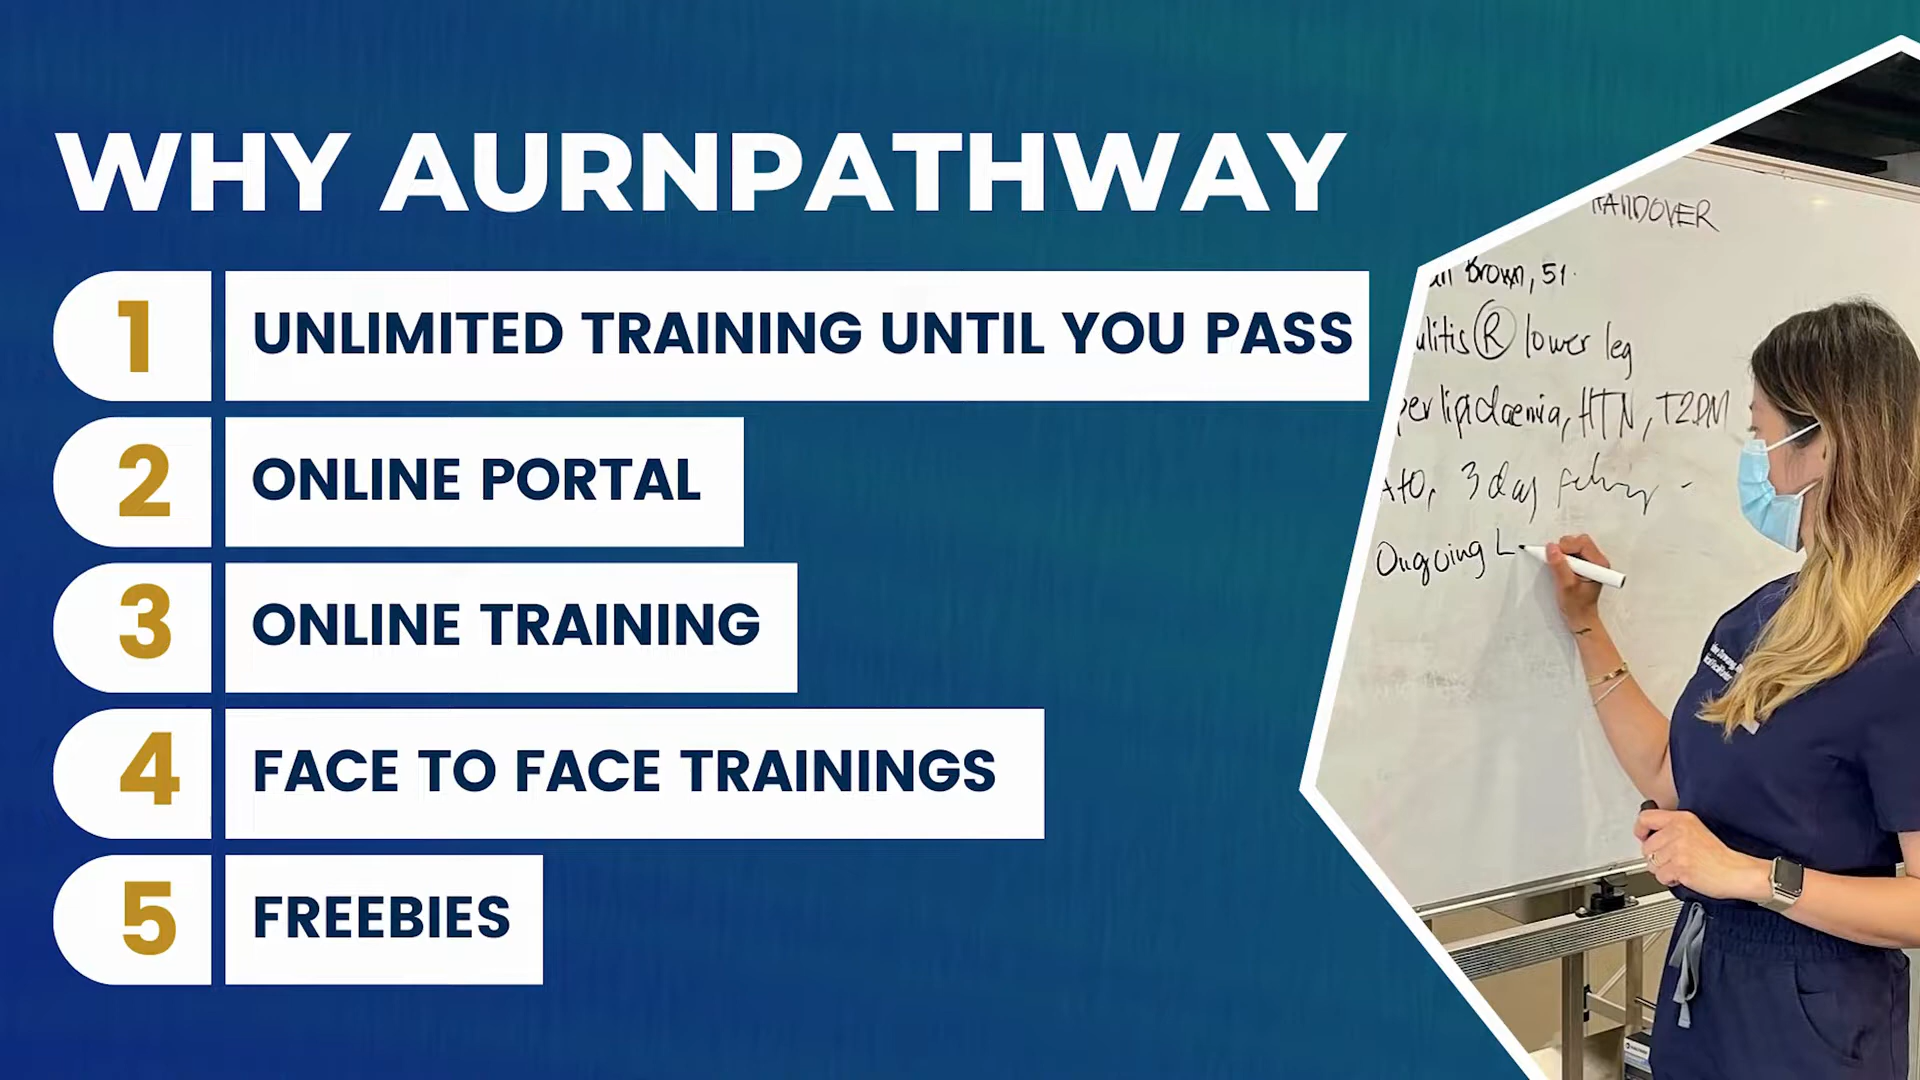 WHY AURNPATHWAY
1 UNLIMITED TRAINING UNTIL YOU PASS
2 ONLINE PORTAL
3 ONLINE TRAINING
4 FACE TO FACE TRAININGS
5 FREEBIES
HANDOVER
Brown, 51.
R lower leg
HTN, T2DM
3 day
Ongoing L